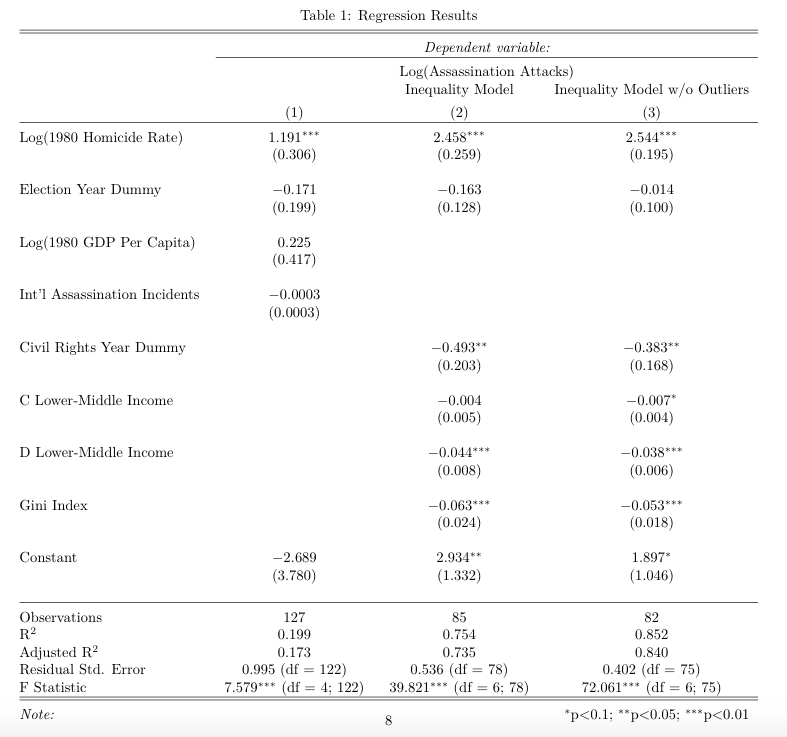 Table 1: Regression Results
Dependent variable:
Log(Assassination Attacks)
Inequality Model Inequality Model w/o Outliers
(1) (2) (3)
Log(1980 Homicide Rate) 1.191*** 2.458*** 2.544***
(0.306) (0.259) (0.195)
Election Year Dummy −0.171 −0.163 −0.014
(0.199) (0.128) (0.100)
Log(1980 GDP Per Capita) 0.225
(0.417)
Int'l Assassination Incidents −0.0003
(0.0003)
Civil Rights Year Dummy −0.493** −0.383**
(0.203) (0.168)
C Lower-Middle Income −0.004 −0.007*
(0.005) (0.004)
D Lower-Middle Income −0.044*** −0.038***
(0.008) (0.006)
Gini Index −0.063*** −0.053***
(0.024) (0.018)
Constant −2.689 2.934** 1.897*
(3.780) (1.332) (1.046)
Observations 127 85 82
R² 0.199 0.754 0.852
Adjusted R² 0.173 0.735 0.840
Residual Std. Error 0.995 (df = 122) 0.536 (df = 78) 0.402 (df = 75)
F Statistic 7.579*** (df = 4; 122) 39.821*** (df = 6; 78) 72.061*** (df = 6; 75)
Note: *p<0.1; **p<0.05; ***p<0.01
8